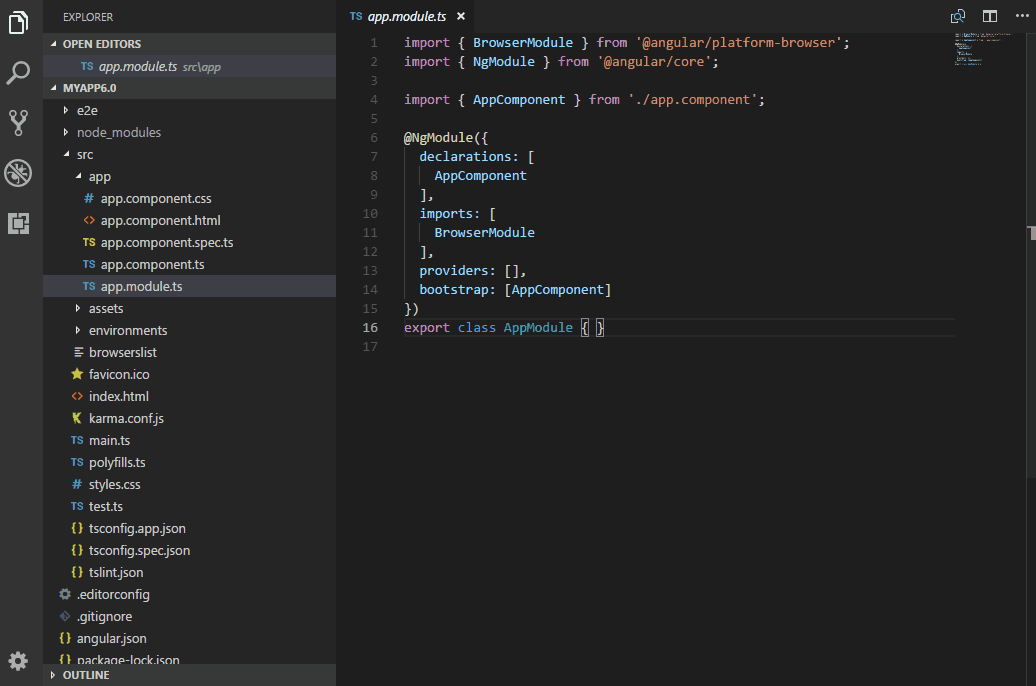 EXPLORER
OPEN EDITORS
TS app.module.ts src\app
MYAPP6.0
e2e
node_modules
src
app
# app.component.css
<> app.component.html
TS app.component.spec.ts
TS app.component.ts
TS app.module.ts
assets
environments
browserslist
favicon.ico
<> index.html
karma.conf.js
TS main.ts
TS polyfills.ts
# styles.css
TS test.ts
{} tsconfig.app.json
{} tsconfig.spec.json
{} tslint.json
.editorconfig
.gitignore
{} angular.json
{} package-lock.json
OUTLINE
TS app.module.ts ×
1 import { BrowserModule } from '@angular/platform-browser';
2 import { NgModule } from '@angular/core';
3
4 import { AppComponent } from './app.component';
5
6 @NgModule({
7   declarations: [
8     AppComponent
9   ],
10   imports: [
11     BrowserModule
12   ],
13   providers: [],
14   bootstrap: [AppComponent]
15 })
16 export class AppModule { }
17